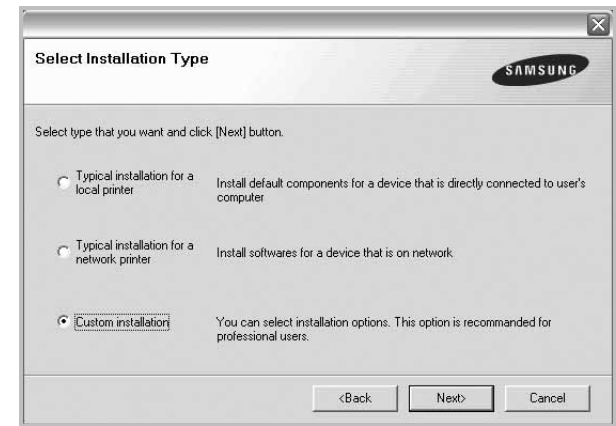 Select Installation Type
SAMSUNG
Select type that you want and click [Next] button.
Typical installation for a
local printer
Install default components for a device that is directly connected to user's
computer
Typical installation for a
network printer
Install softwares for a device that is on network
Custom installation
You can select installation options. This option is recommanded for
professional users.
<Back
Next>
Cancel